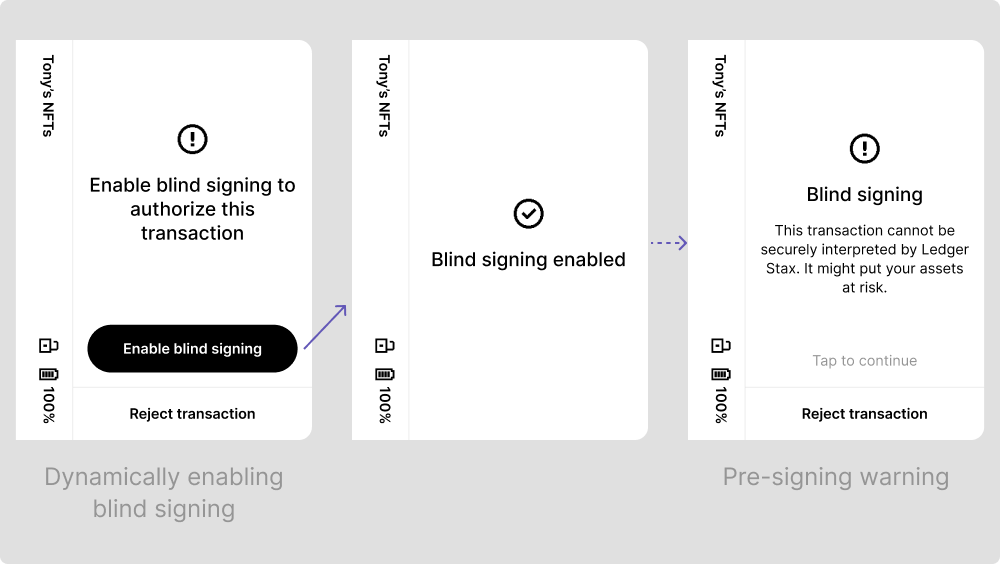 Tony's NFTs
Enable blind signing to
authorize this
transaction
Enable blind signing
100%
Reject transaction
Dynamically enabling
blind signing
Tony's NFTs
Blind signing enabled
100%
Tony's NFTs
Blind signing
This transaction cannot be
securely interpreted by Ledger
Stax. It might put your assets
at risk.
Tap to continue
100%
Reject transaction
Pre-signing warning